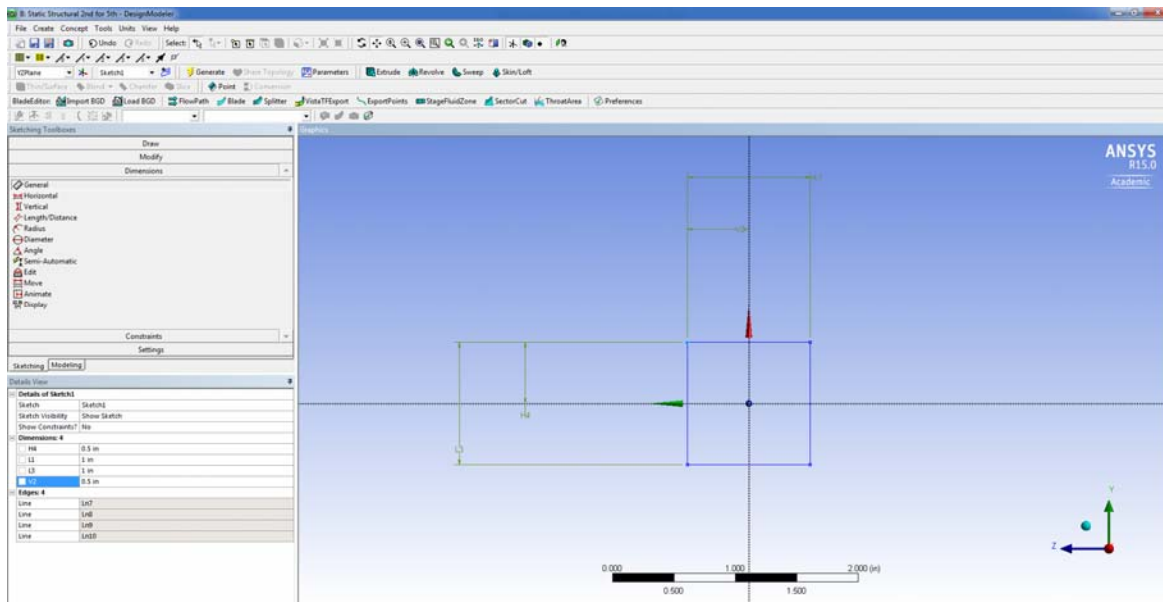 B: Static Structural 2nd for 5th - DesignModeler
File Create Concept Tools Units View Help
Undo Redo Select:
YZPlane Sketch1 Generate Share Topology Parameters Extrude Revolve Sweep Skin/Loft
Thin/Surface Blend Chamfer Slice Point Conversion
BladeEditor: Import BGD Load BGD FlowPath Blade Splitter VistaTFExport ExportPoints StageFluidZone SectorCut ThroatArea Preferences
Sketching Toolboxes
Draw
Modify
Dimensions
General
Horizontal
Vertical
Length/Distance
Radius
Diameter
Angle
Semi-Automatic
Edit
Move
Animate
Display
Constraints
Settings
Sketching Modeling
Details View
Details of Sketch1
Sketch Sketch1
Sketch Visibility Show Sketch
Show Constraints? No
Dimensions: 4
H4 0.5 in
L1 1 in
L3 1 in
V2 0.5 in
Edges: 4
Line Ln7
Line Ln8
Line Ln9
Line Ln10
Graphics
ANSYS
R15.0
Academic
H4
L3
Y
Z
0.000 1.000 2.000 (in)
0.500 1.500